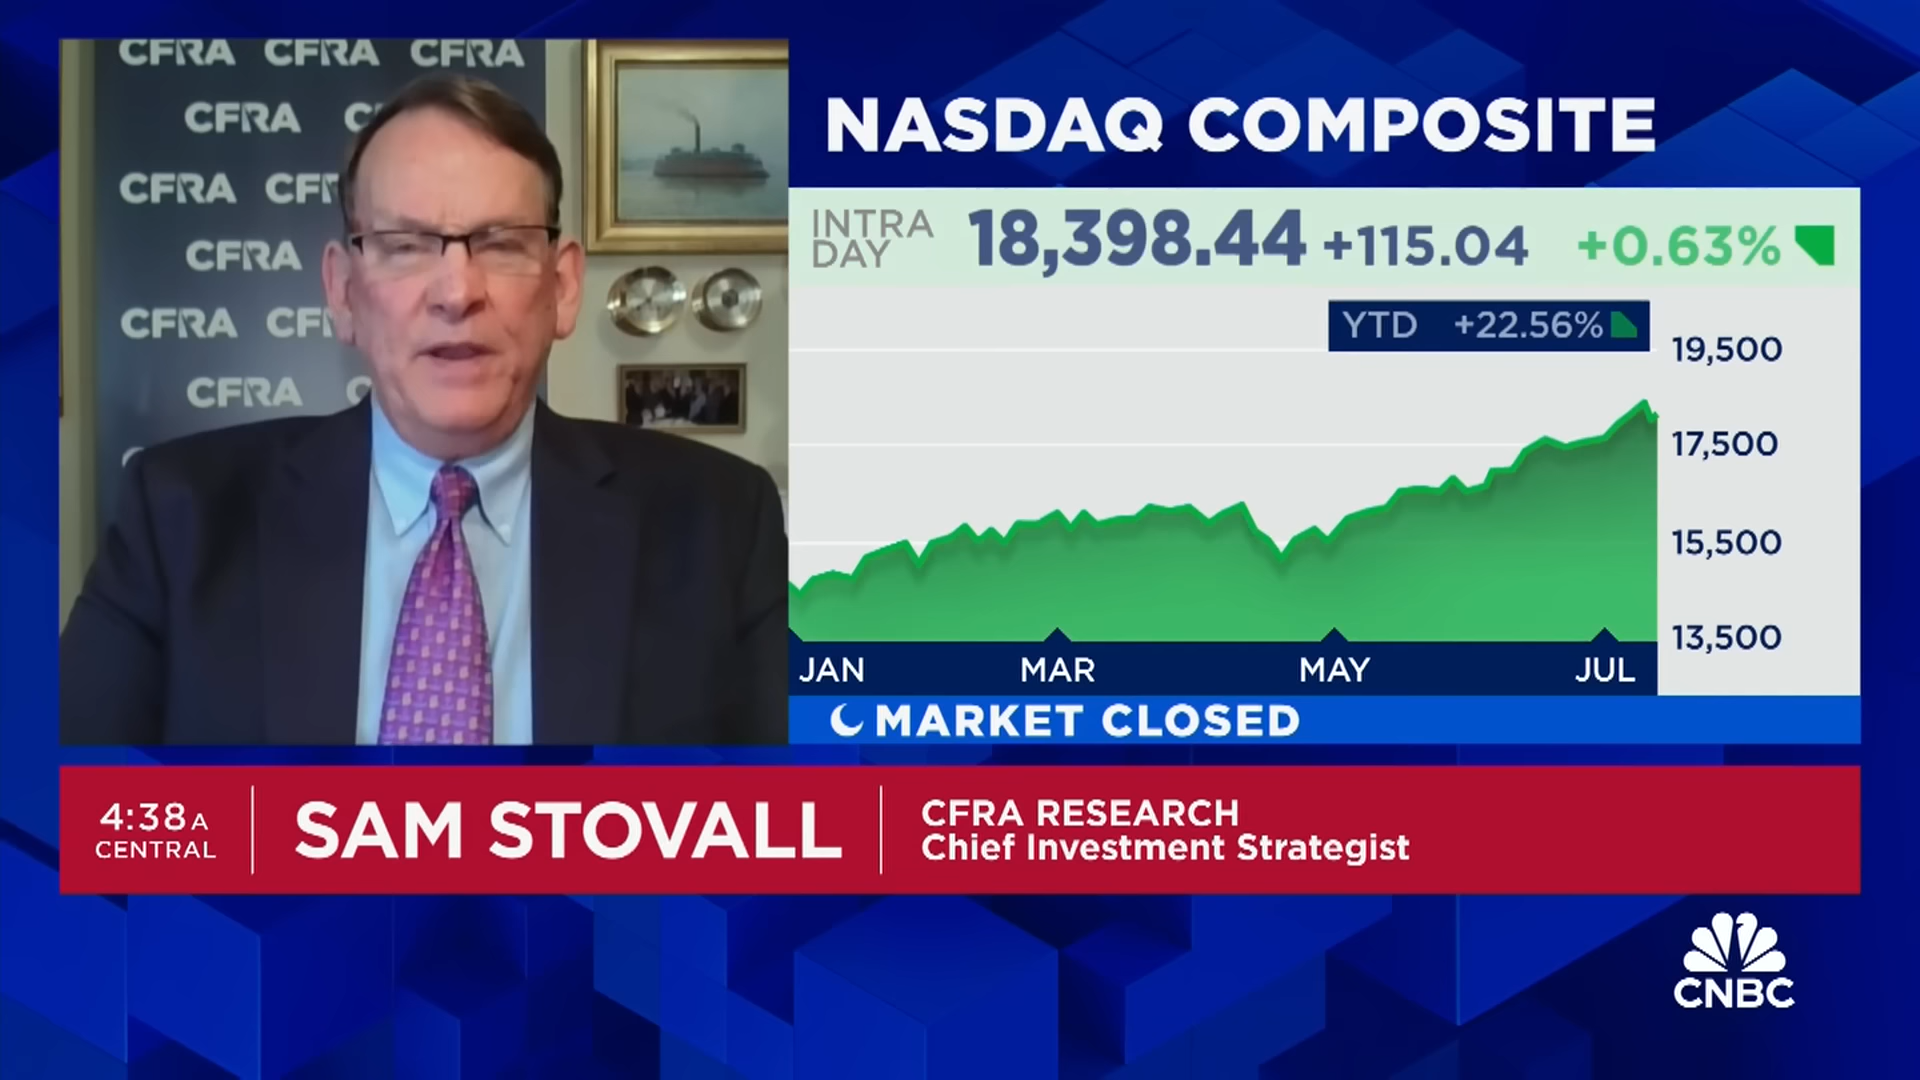 CFRA CFRA CFRA
CFRA C
CFRA CFR
CFRA
CFRA CFR
CFRA C
NASDAQ COMPOSITE
INTRA DAY 18,398.44 +115.04 +0.63%
YTD +22.56%
19,500
17,500
15,500
13,500
JAN MAR MAY JUL
MARKET CLOSED
4:38A
CENTRAL
SAM STOVALL
CFRA RESEARCH
Chief Investment Strategist
CNBC